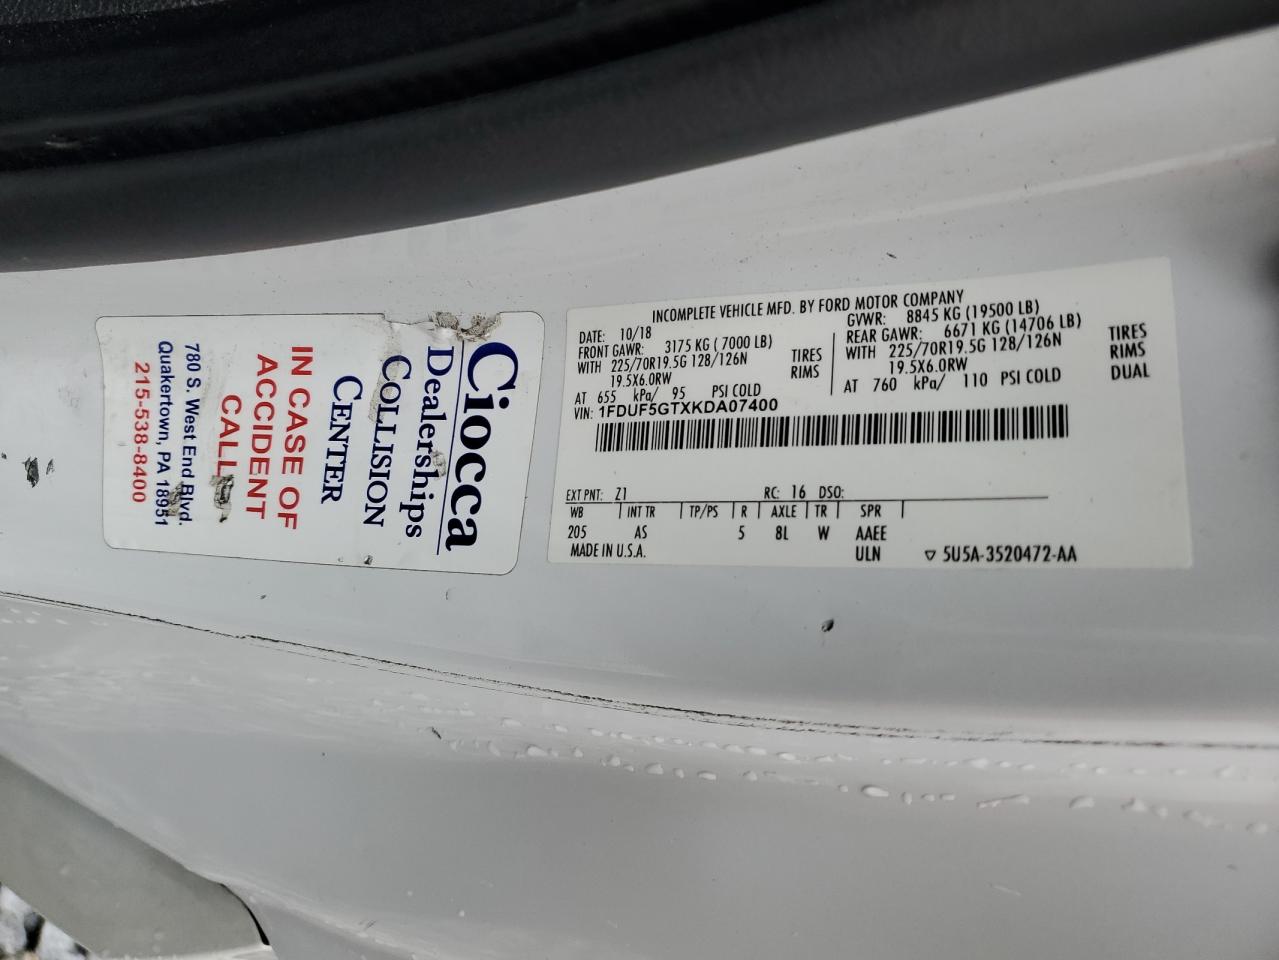 Ciocca
Dealerships
COLLISION
CENTER
IN CASE OF
ACCIDENT
CALL
780 S. West End Blvd.
Quakertown, PA 18951
215-538-8400
INCOMPLETE VEHICLE MFD. BY FORD MOTOR COMPANY
DATE: 10/18 GVWR: 8845 KG (19500 LB)
FRONT GAWR: 3175 KG ( 7000 LB) REAR GAWR: 6671 KG (14706 LB)
WITH 225/70R19.5G 128/126N TIRES WITH 225/70R19.5G 128/126N TIRES
19.5X6.0RW RIMS 19.5X6.0RW RIMS
AT 655 kPa/ 95 PSI COLD AT 760 kPa/ 110 PSI COLD DUAL
VIN: 1FDUF5GTXKDA07400
EXT PNT: Z1 RC: 16 DSO:
WB INT TR TP/PS R AXLE TR SPR
205 AS 5 8L W AAEE
MADE IN U.S.A. ULN ▽ 5U5A-3520472-AA